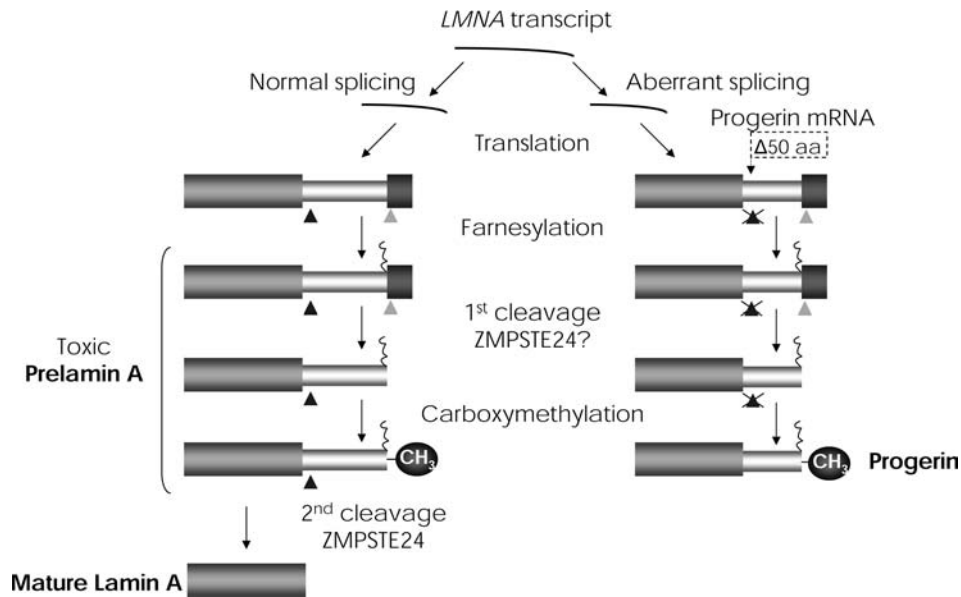 LMNA transcript
Normal splicing
Aberrant splicing
Progerin mRNA
Δ50 aa
Translation
Farnesylation
1st cleavage
ZMPSTE24?
Toxic
Prelamin A
Carboxymethylation
CH3
CH3
Progerin
2nd cleavage
ZMPSTE24
Mature Lamin A